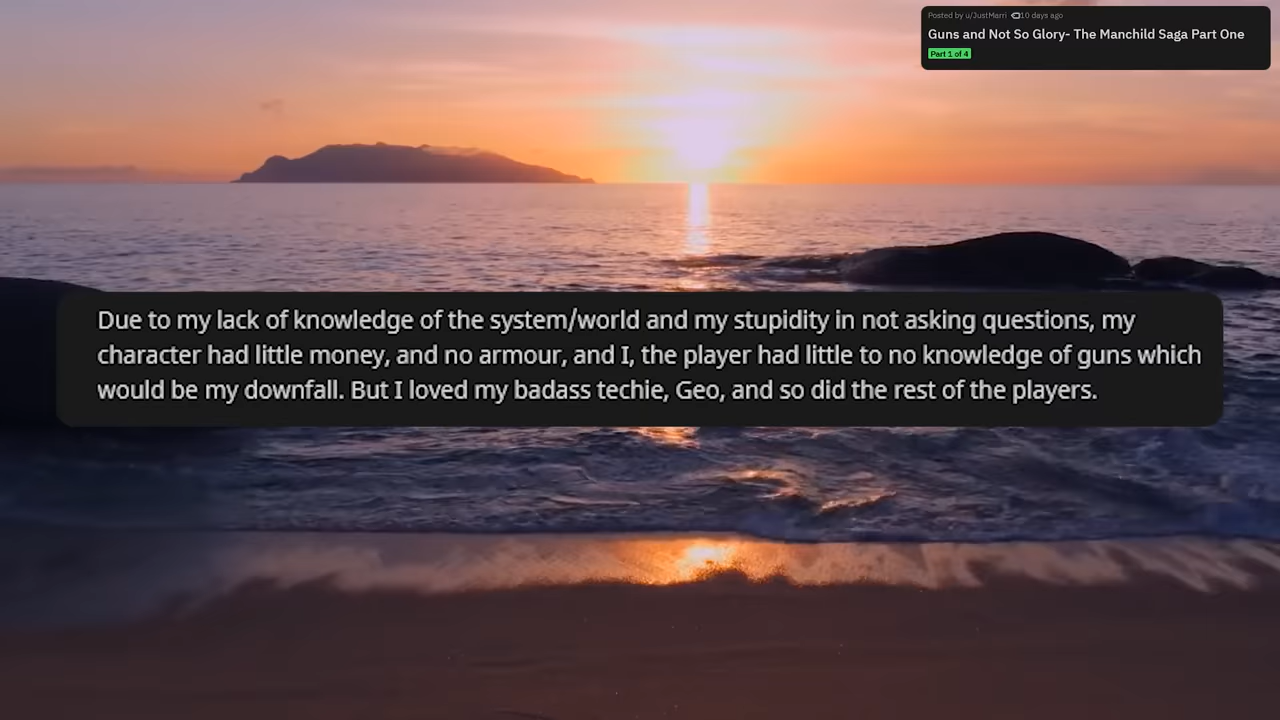 Posted by u/JustMarri 10 days ago
Guns and Not So Glory- The Manchild Saga Part One
Part 1 of 4
Due to my lack of knowledge of the system/world and my stupidity in not asking questions, my
character had little money, and no armour, and I, the player had little to no knowledge of guns which
would be my downfall. But I loved my badass techie, Geo, and so did the rest of the players.